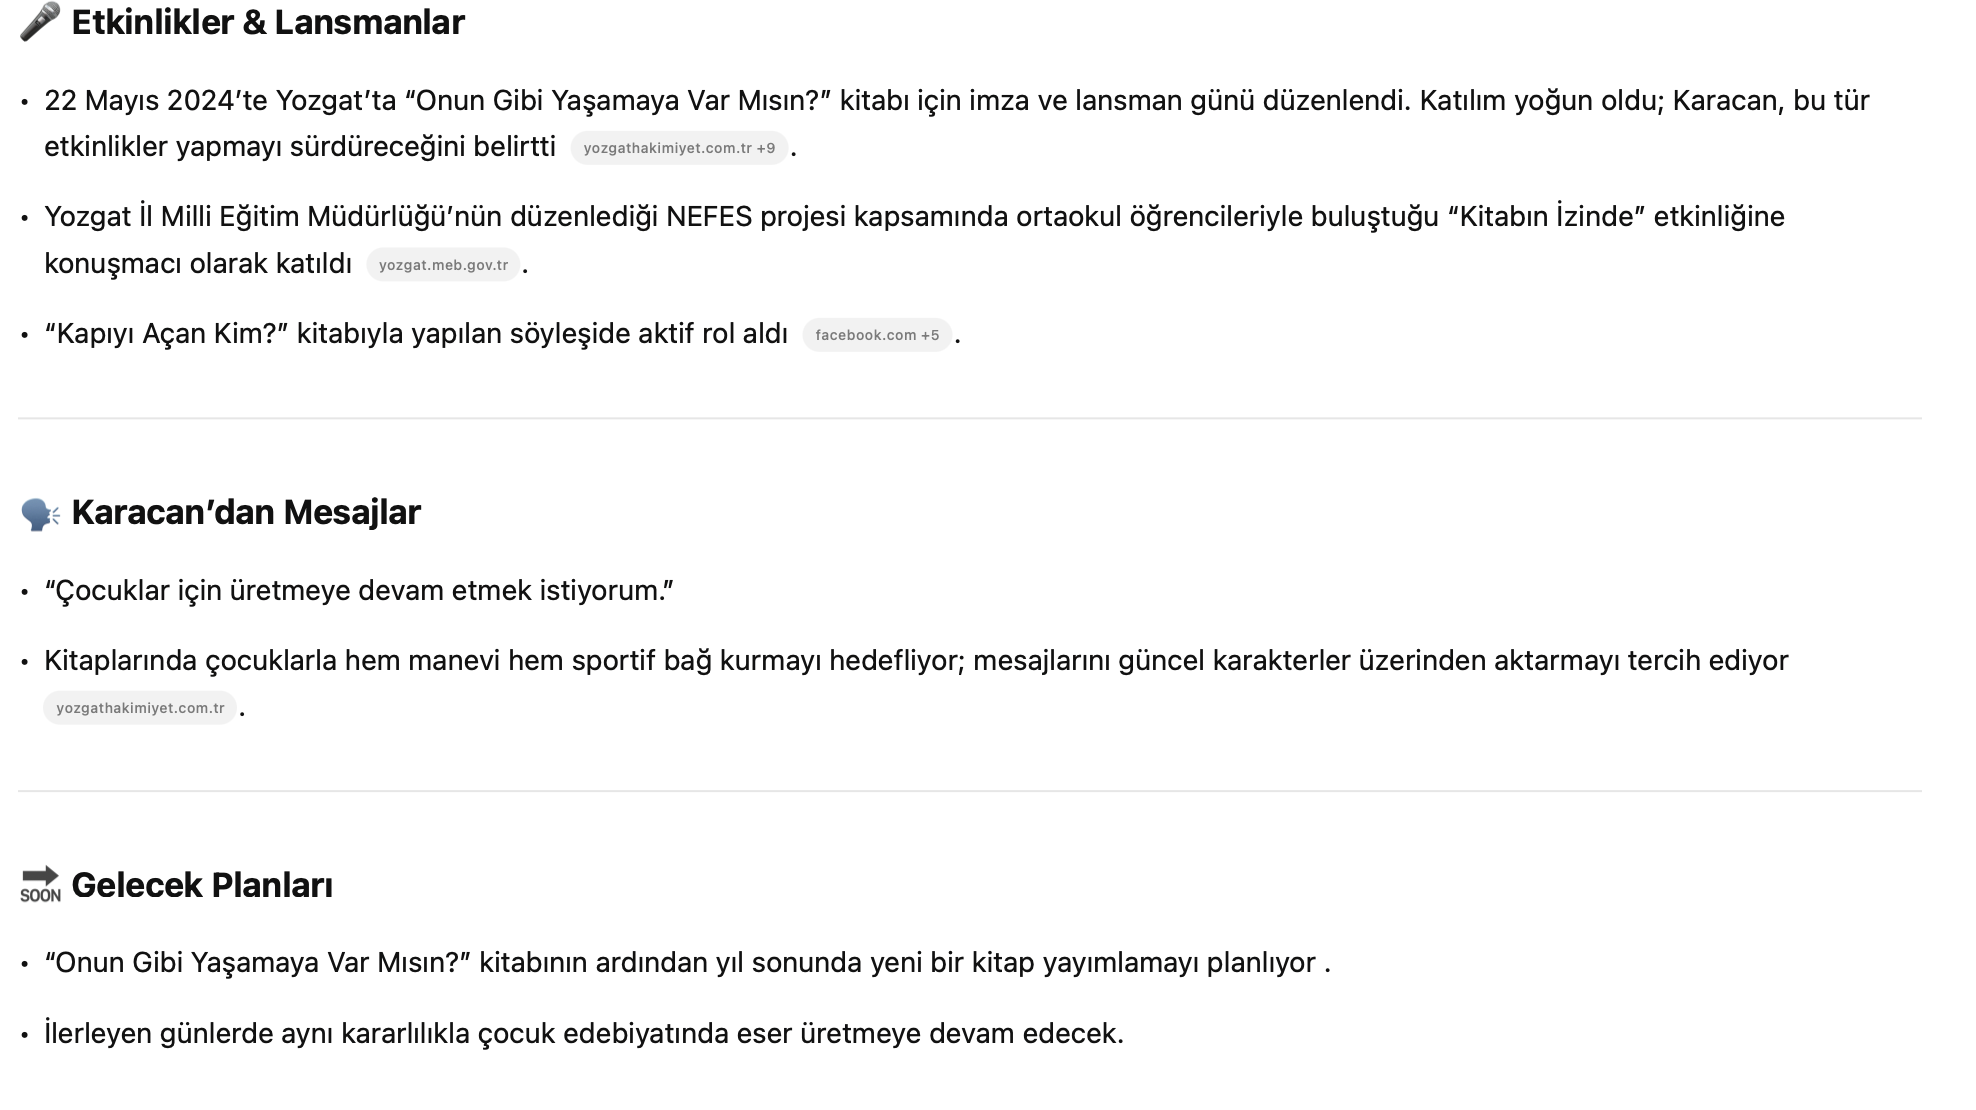 Etkinlikler & Lansmanlar
• 22 Mayıs 2024’te Yozgat’ta “Onun Gibi Yaşamaya Var Mısın?” kitabı için imza ve lansman günü düzenlendi. Katılım yoğun oldu; Karacan, bu tür
etkinlikler yapmayı sürdüreceğini belirtti yozgathakimiyet.com.tr +9 .
• Yozgat İl Milli Eğitim Müdürlüğü’nün düzenlediği NEFES projesi kapsamında ortaokul öğrencileriyle buluştuğu “Kitabın İzinde” etkinliğine
konuşmacı olarak katıldı yozgat.meb.gov.tr .
• “Kapıyı Açan Kim?” kitabıyla yapılan söyleşide aktif rol aldı facebook.com +5 .
Karacan’dan Mesajlar
• “Çocuklar için üretmeye devam etmek istiyorum.”
• Kitaplarında çocuklarla hem manevi hem sportif bağ kurmayı hedefliyor; mesajlarını güncel karakterler üzerinden aktarmayı tercih ediyor
yozgathakimiyet.com.tr .
SOON Gelecek Planları
• “Onun Gibi Yaşamaya Var Mısın?” kitabının ardından yıl sonunda yeni bir kitap yayımlamayı planlıyor .
• İlerleyen günlerde aynı kararlılıkla çocuk edebiyatında eser üretmeye devam edecek.